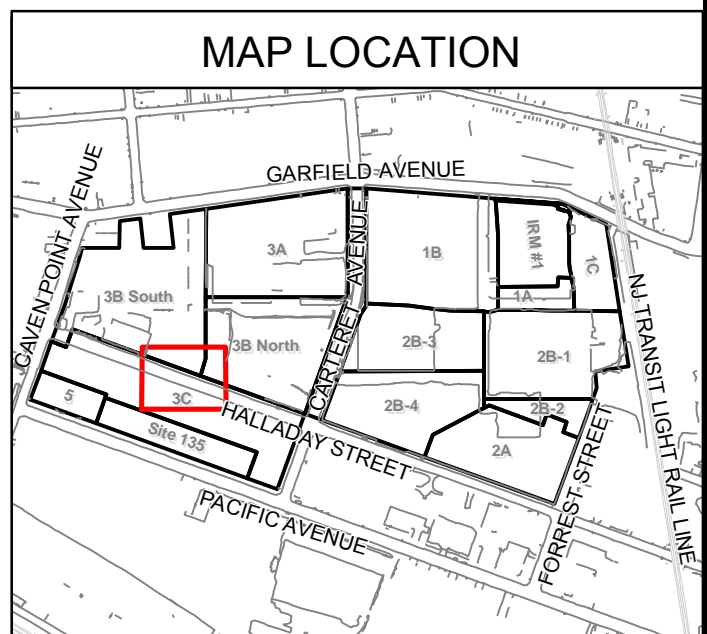 MAP LOCATION
GARFIELD AVENUE
CAVEN POINT AVENUE
CARTERET AVENUE
NJ TRANSIT LIGHT RAIL LINE
3A
1B
IRM #1
1C
1A
3B South
3B North
2B-3
2B-1
3C
5
Site 135
HALLADAY STREET
2B-4
2B-2
2A
FORREST STREET
PACIFIC AVENUE